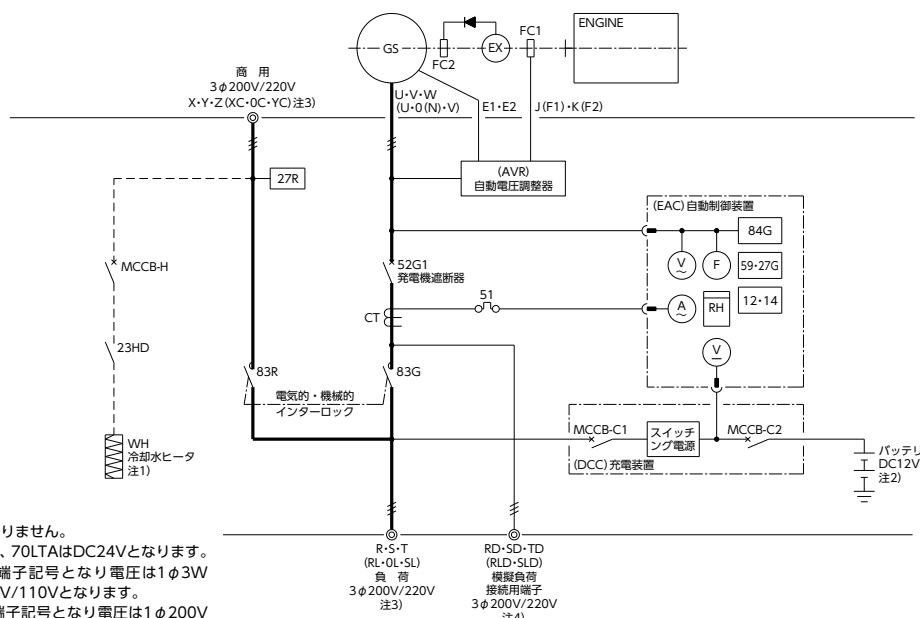 ENGINE
FC1
GS
EX
FC2
商 用
3φ200V/220V
X・Y・Z(XC・0C・YC)注3)
U・V・W
(U・0(N)・V)
E1・E2
J(F1)・K(F2)
27R
(AVR)
自動電圧調整器
(EAC)自動制御装置
84G
V
F
59・27G
MCCB-H
52G1
発電機遮断器
51
A
RH
12・14
CT
23HD
V
83R
83G
電気的・機械的
インターロック
MCCB-C1
スイッチ
ング電源
MCCB-C2
WH
冷却水ヒータ
注1)
(DCC)充電装置
バッテリ
DC12V
注2)
りません。
、70LTAはDC24Vとなります。
端子記号となり電圧は1φ3W
V/110Vとなります。
端子記号となり電圧は1φ200V
R・S・T
(RL・0L・SL)
負 荷
3φ200V/220V
注3)
RD・SD・TD
(RLD・SLD)
模擬負荷
接続用端子
3φ200V/220V
注4)